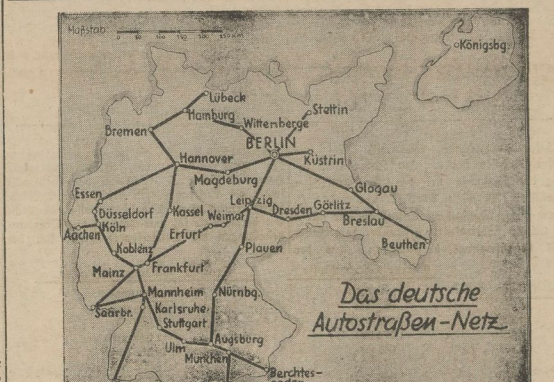 Maßstab
Königsbg.
Lübeck
Hamburg
Wittenberge
Stettin
Bremen
BERLIN
Küstrin
Hannover
Magdeburg
Essen
Leipzig
Glogau
Düsseldorf
Kassel
Weimar
Dresden
Görlitz
Breslau
Aachen
Köln
Erfurt
Beuthen
Koblenz
Plauen
Mainz
Frankfurt
Mannheim
Nürnbg.
Das deutsche
Saarbr.
Karlsruhe
Autostraßen-Netz
Stuttgart
Ulm
Augsburg
München
Berchtes-